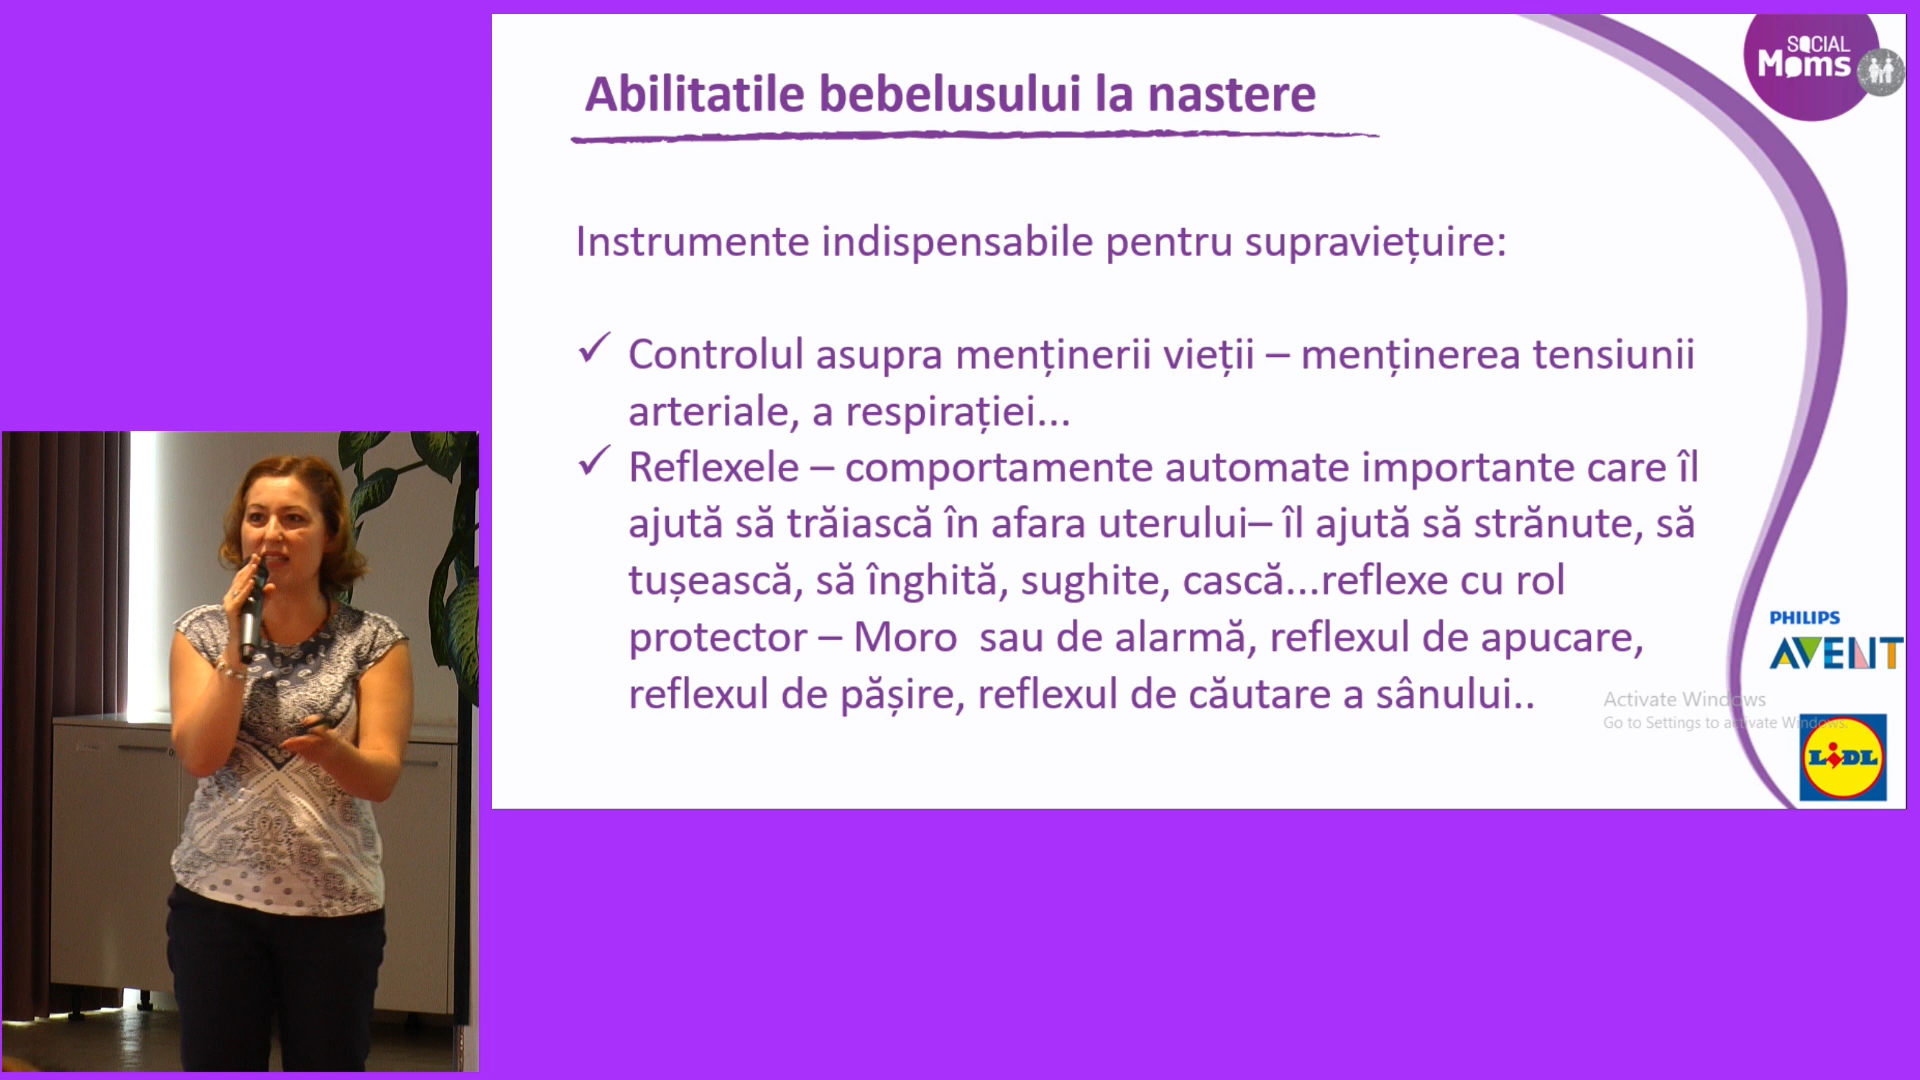 SOCIAL
Moms
Abilitatile bebelusului la nastere
Instrumente indispensabile pentru supraviețuire:
✓ Controlul asupra menținerii vieții – menținerea tensiunii
arteriale, a respirației...
✓ Reflexele – comportamente automate importante care îl
ajută să trăiască în afara uterului– îl ajută să strănute, să
tușească, să înghită, sughite, cască...reflexe cu rol
protector – Moro  sau de alarmă, reflexul de apucare,
reflexul de pășire, reflexul de căutare a sânului..
PHILIPS
AVENT
Activate Windows
Go to Settings to activate Windows.
LIDL